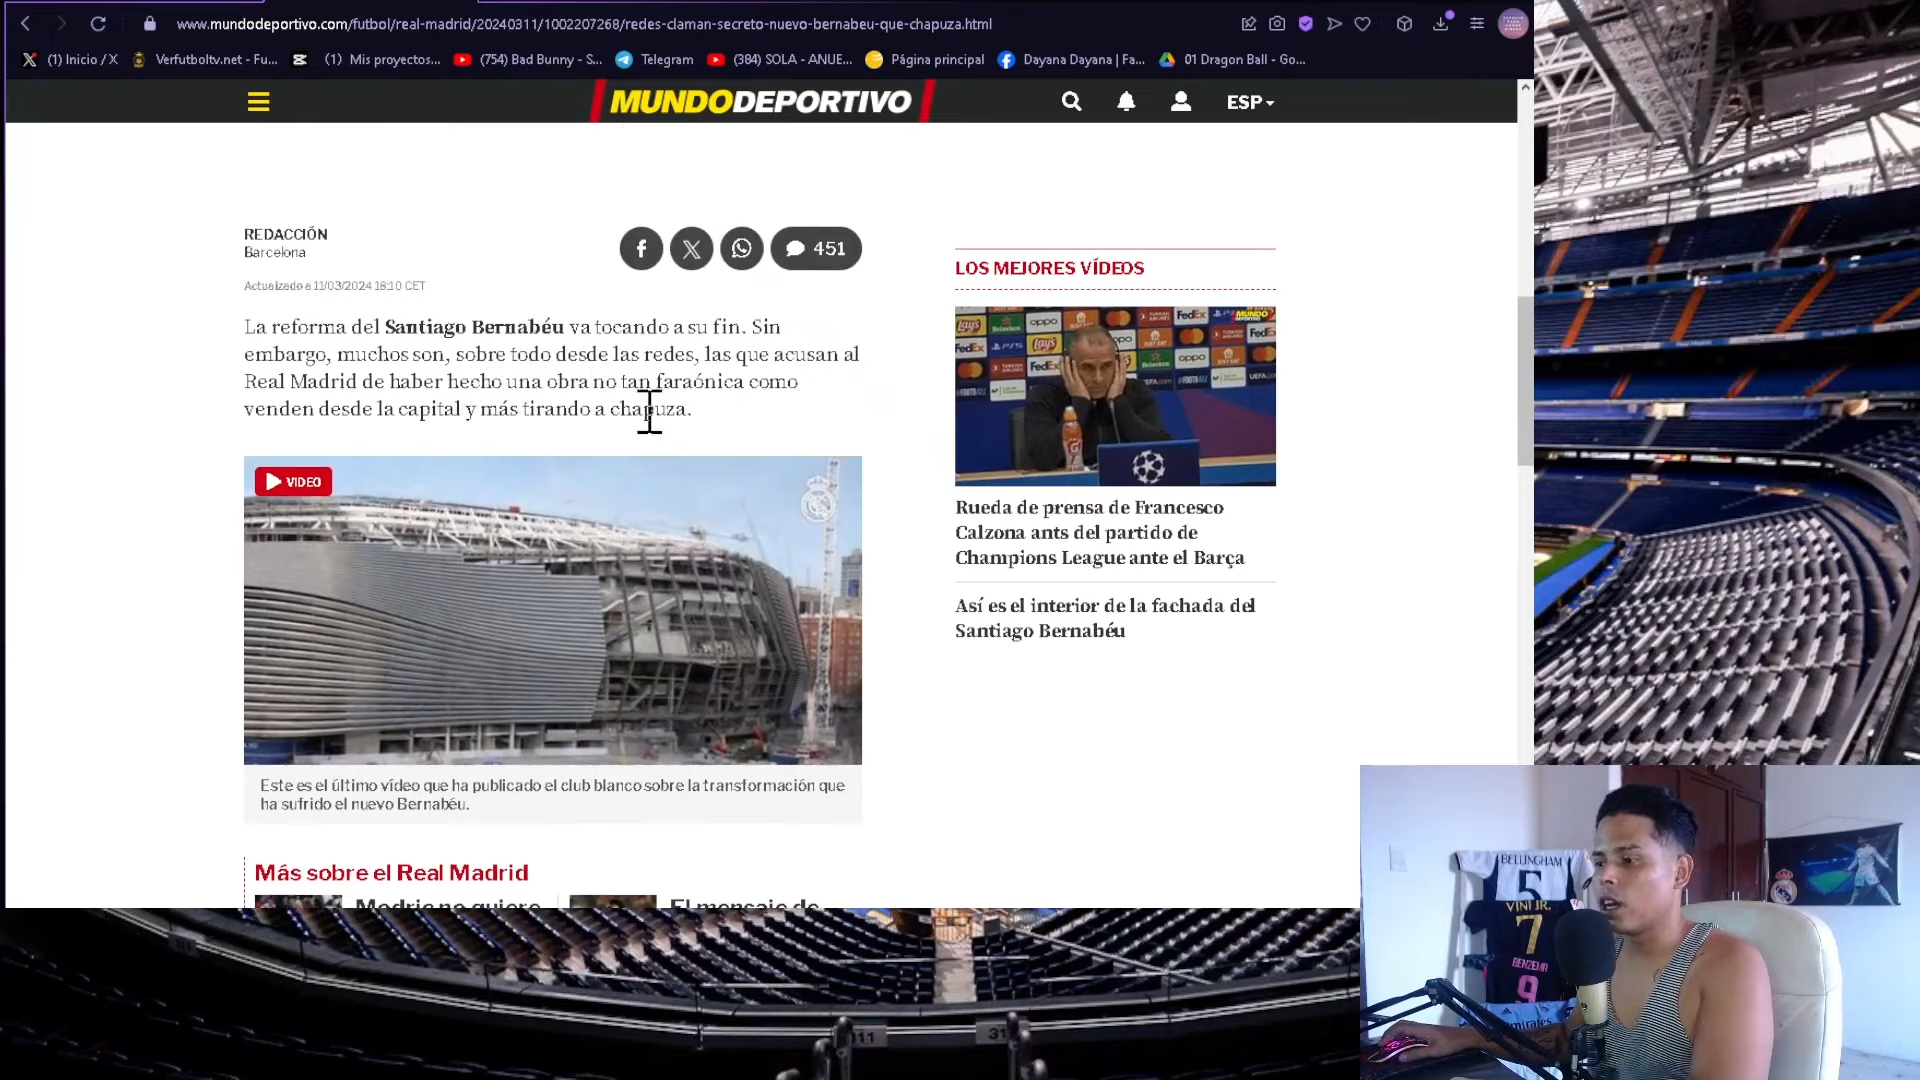 www.mundodeportivo.com/futbol/real-madrid/20240311/1002207268/redes-claman-secreto-nuevo-bernabeu-que-chapuza.html
(1) Inicio / X
Verfutboltv.net - Fu...
(1) Mis proyectos...
(754) Bad Bunny - S...
Telegram
(384) SOLA - ANUE...
Página principal
Dayana Dayana | Fa...
01 Dragon Ball - Go...
MUNDODEPORTIVO
ESP
REDACCIÓN
Barcelona
451
Actualizado a 11/03/2024 18:10 CET
La reforma del Santiago Bernabéu va tocando a su fin. Sin
embargo, muchos son, sobre todo desde las redes, las que acusan al
Real Madrid de haber hecho una obra no tan faraónica como
venden desde la capital y más tirando a chapuza.
VIDEO
Este es el último vídeo que ha publicado el club blanco sobre la transformación que
ha sufrido el nuevo Bernabéu.
Más sobre el Real Madrid
Modric no quiere
El mensaje de
LOS MEJORES VÍDEOS
Rueda de prensa de Francesco
Calzona ants del partido de
Champions League ante el Barça
Así es el interior de la fachada del
Santiago Bernabéu
BELLINGHAM
5
VINI JR.
7
BENZEMA
9